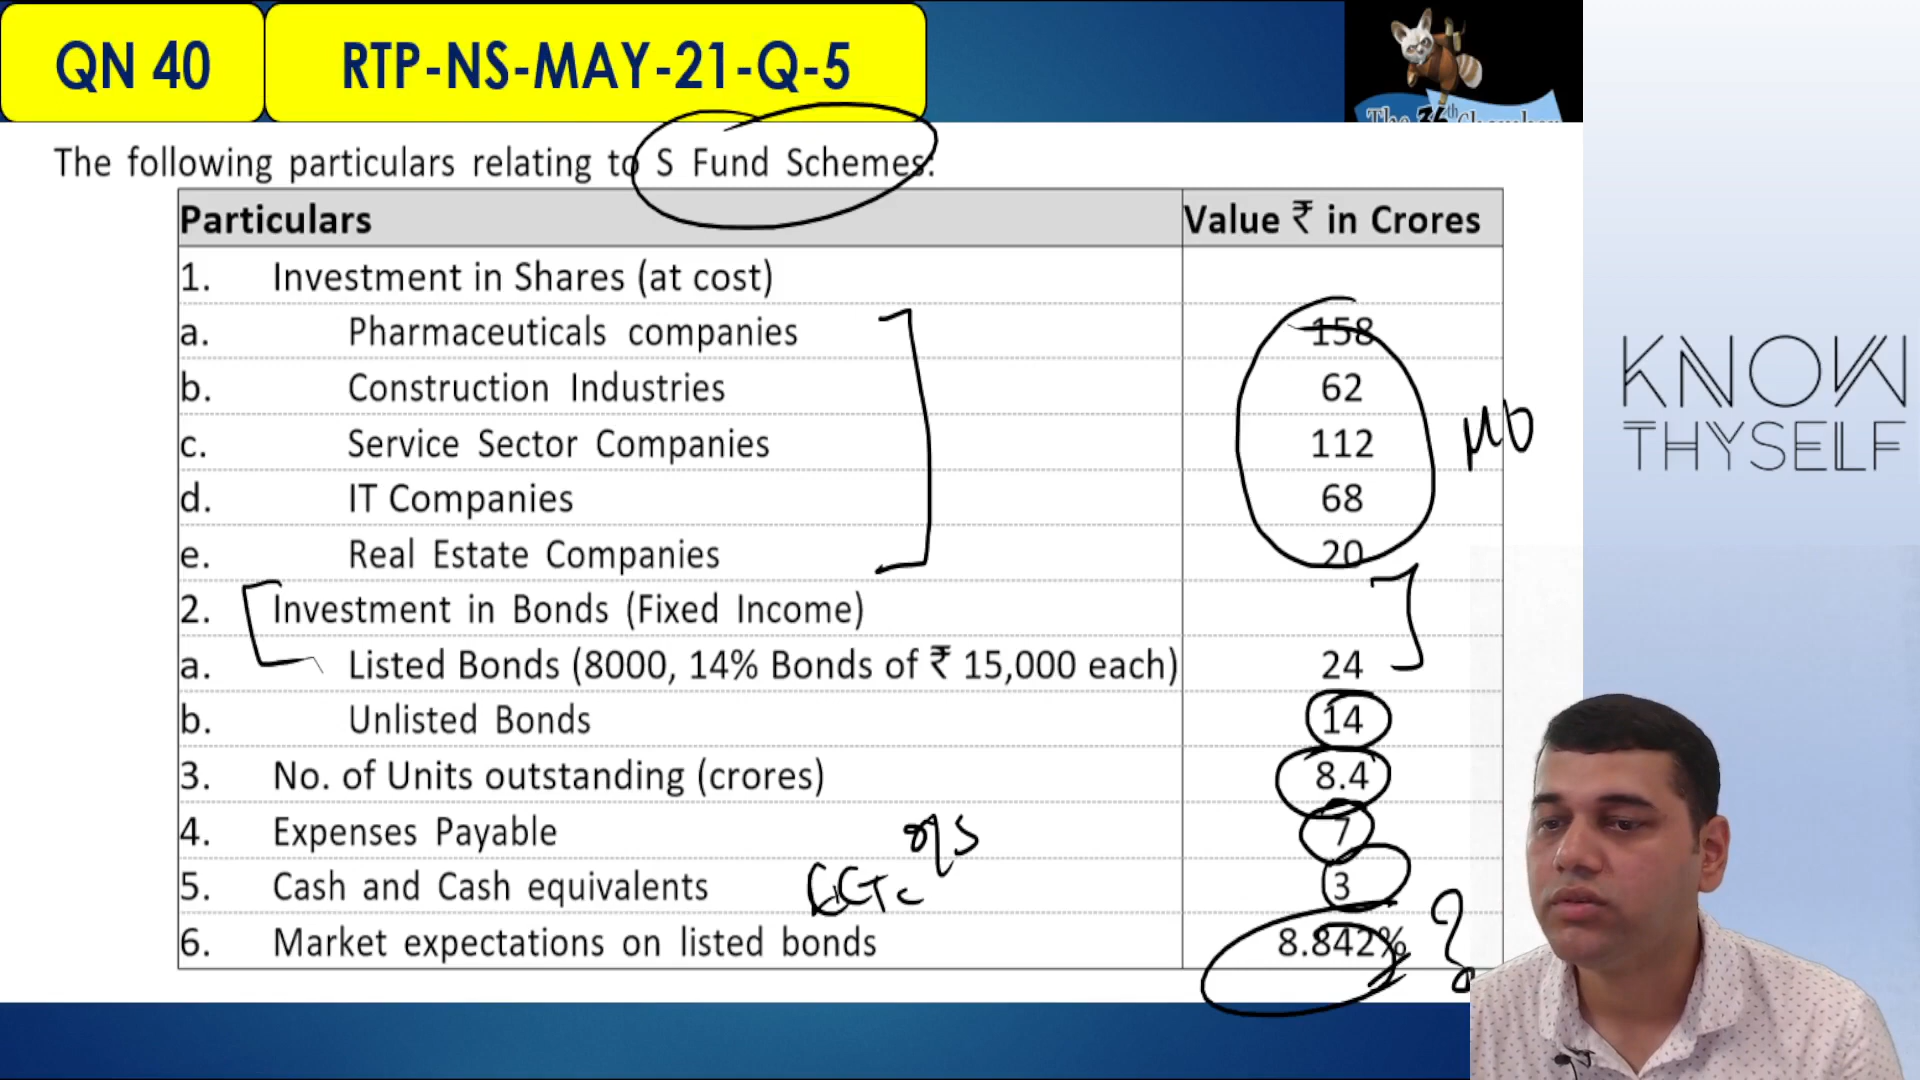 QN 40 RTP-NS-MAY-21-Q-5
The 36th Chamber
The following particulars relating to S Fund Schemes:
Particulars Value ₹ in Crores
1. Investment in Shares (at cost)
a. Pharmaceuticals companies 158
b. Construction Industries 62
c. Service Sector Companies 112
d. IT Companies 68
e. Real Estate Companies 20
2. Investment in Bonds (Fixed Income)
a. Listed Bonds (8000, 14% Bonds of ₹ 15,000 each) 24
b. Unlisted Bonds 14
3. No. of Units outstanding (crores) 8.4
4. Expenses Payable 7
5. Cash and Cash equivalents 3
6. Market expectations on listed bonds 8.842%
?
KNOW
THYSELF